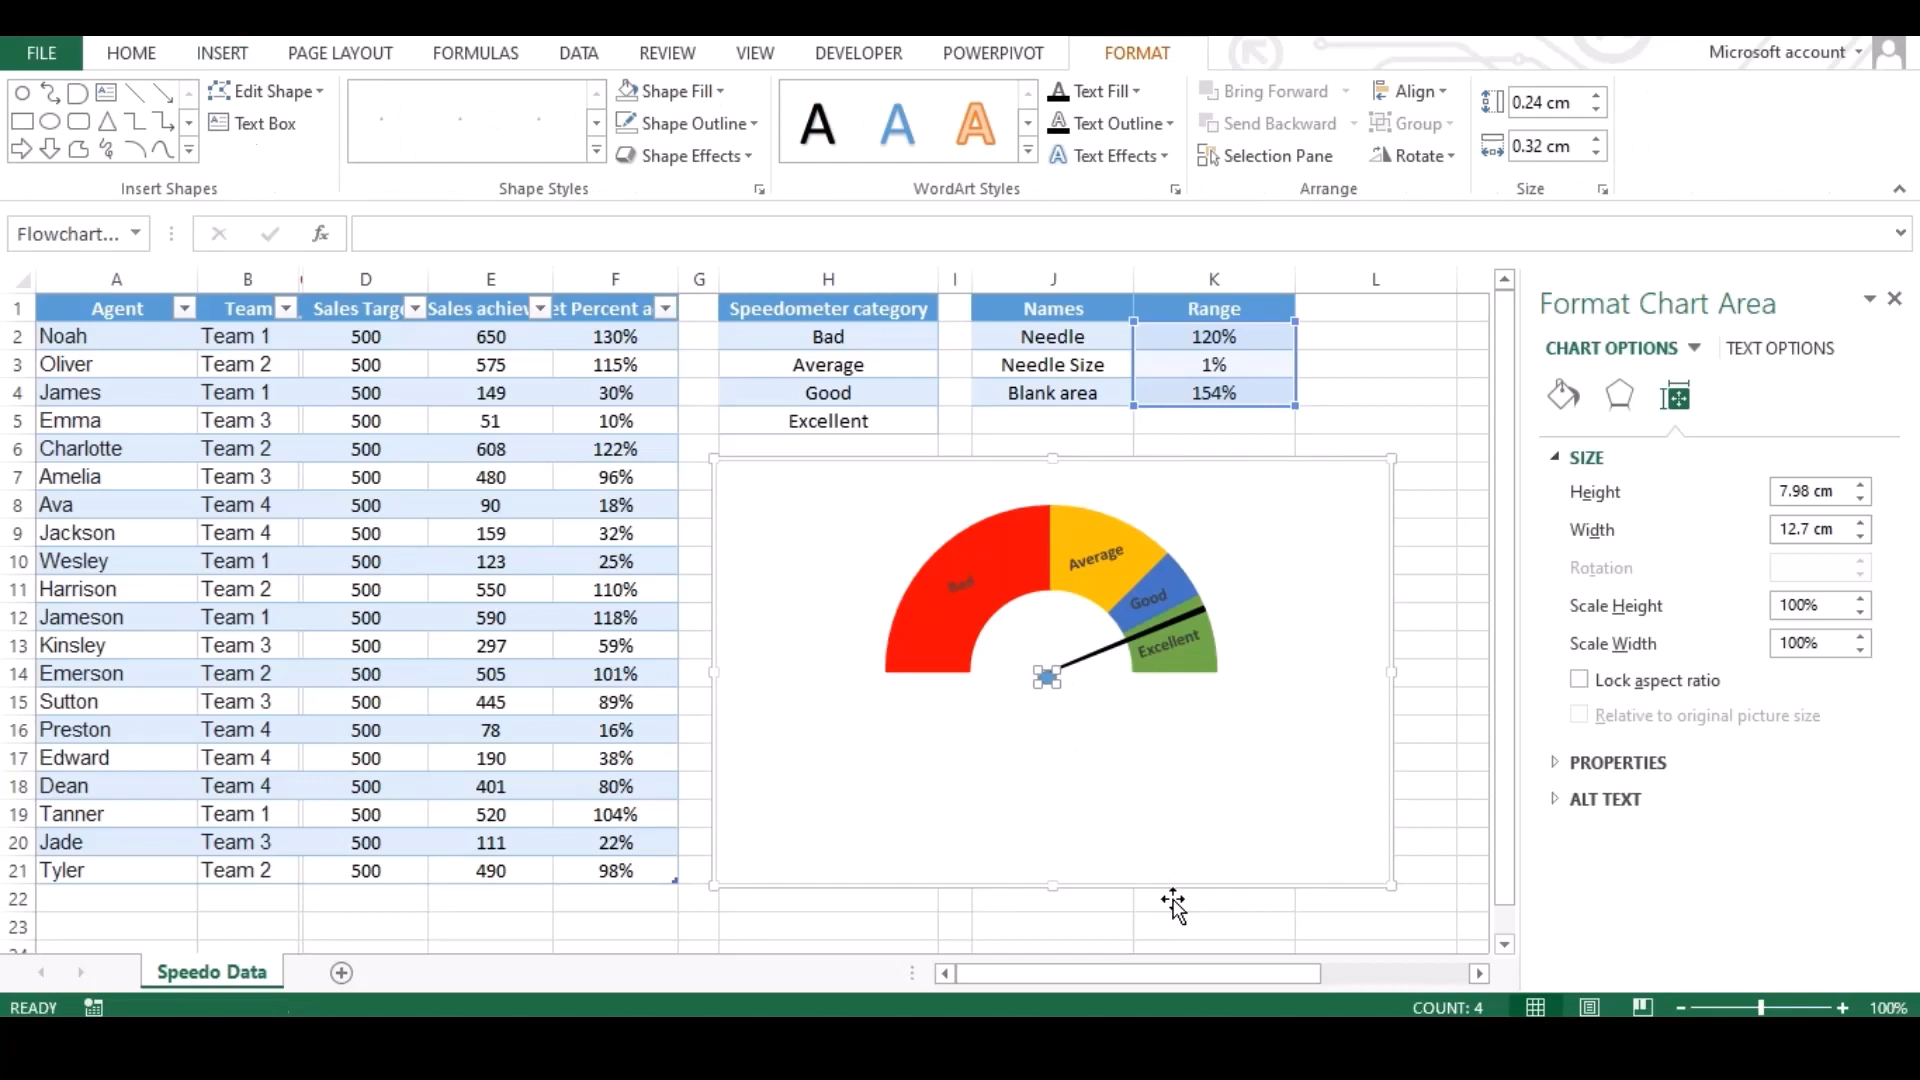 FILE HOME INSERT PAGE LAYOUT FORMULAS DATA REVIEW VIEW DEVELOPER POWERPIVOT FORMAT Microsoft account
Edit Shape Shape Fill Text Fill Bring Forward Align 0.24 cm
Text Box Shape Outline A A A Text Outline Send Backward Group
Shape Effects Text Effects Selection Pane Rotate 0.32 cm
Insert Shapes Shape Styles WordArt Styles Arrange Size
Flowchart... fx
A B D E F G H I J K L
1 Agent Team Sales Targe Sales achiev et Percent a Speedometer category Names Range
2 Noah Team 1 500 650 130% Bad Needle 120%
3 Oliver Team 2 500 575 115% Average Needle Size 1%
4 James Team 1 500 149 30% Good Blank area 154%
5 Emma Team 3 500 51 10% Excellent
6 Charlotte Team 2 500 608 122%
7 Amelia Team 3 500 480 96%
8 Ava Team 4 500 90 18%
9 Jackson Team 4 500 159 32%
10 Wesley Team 1 500 123 25%
11 Harrison Team 2 500 550 110%
12 Jameson Team 1 500 590 118%
13 Kinsley Team 3 500 297 59%
14 Emerson Team 2 500 505 101%
15 Sutton Team 3 500 445 89%
16 Preston Team 4 500 78 16%
17 Edward Team 4 500 190 38%
18 Dean Team 4 500 401 80%
19 Tanner Team 1 500 520 104%
20 Jade Team 3 500 111 22%
21 Tyler Team 2 500 490 98%
22
23
Bad
Average
Good
Excellent
Format Chart Area
CHART OPTIONS TEXT OPTIONS
SIZE
Height 7.98 cm
Width 12.7 cm
Rotation
Scale Height 100%
Scale Width 100%
Lock aspect ratio
Relative to original picture size
PROPERTIES
ALT TEXT
Speedo Data
READY COUNT: 4 100%